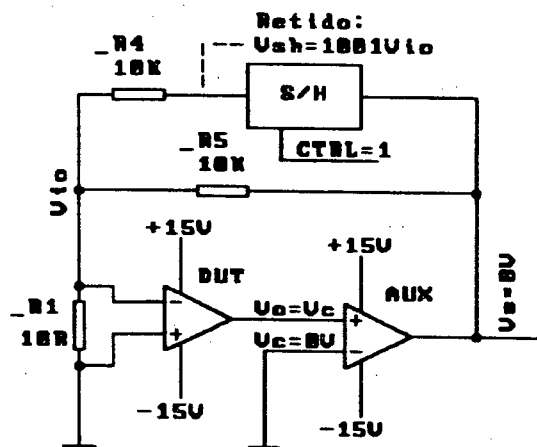 Retido:
Vsh=1001Vio
_R4
10K
S/H
CTRL=1
_R5
10K
Vio
+15V
DUT
+15V
AUX
_R1
10R
-
+
Vo=Vc
Vc=0V
+
-
Vs=0V
-15V
-15V